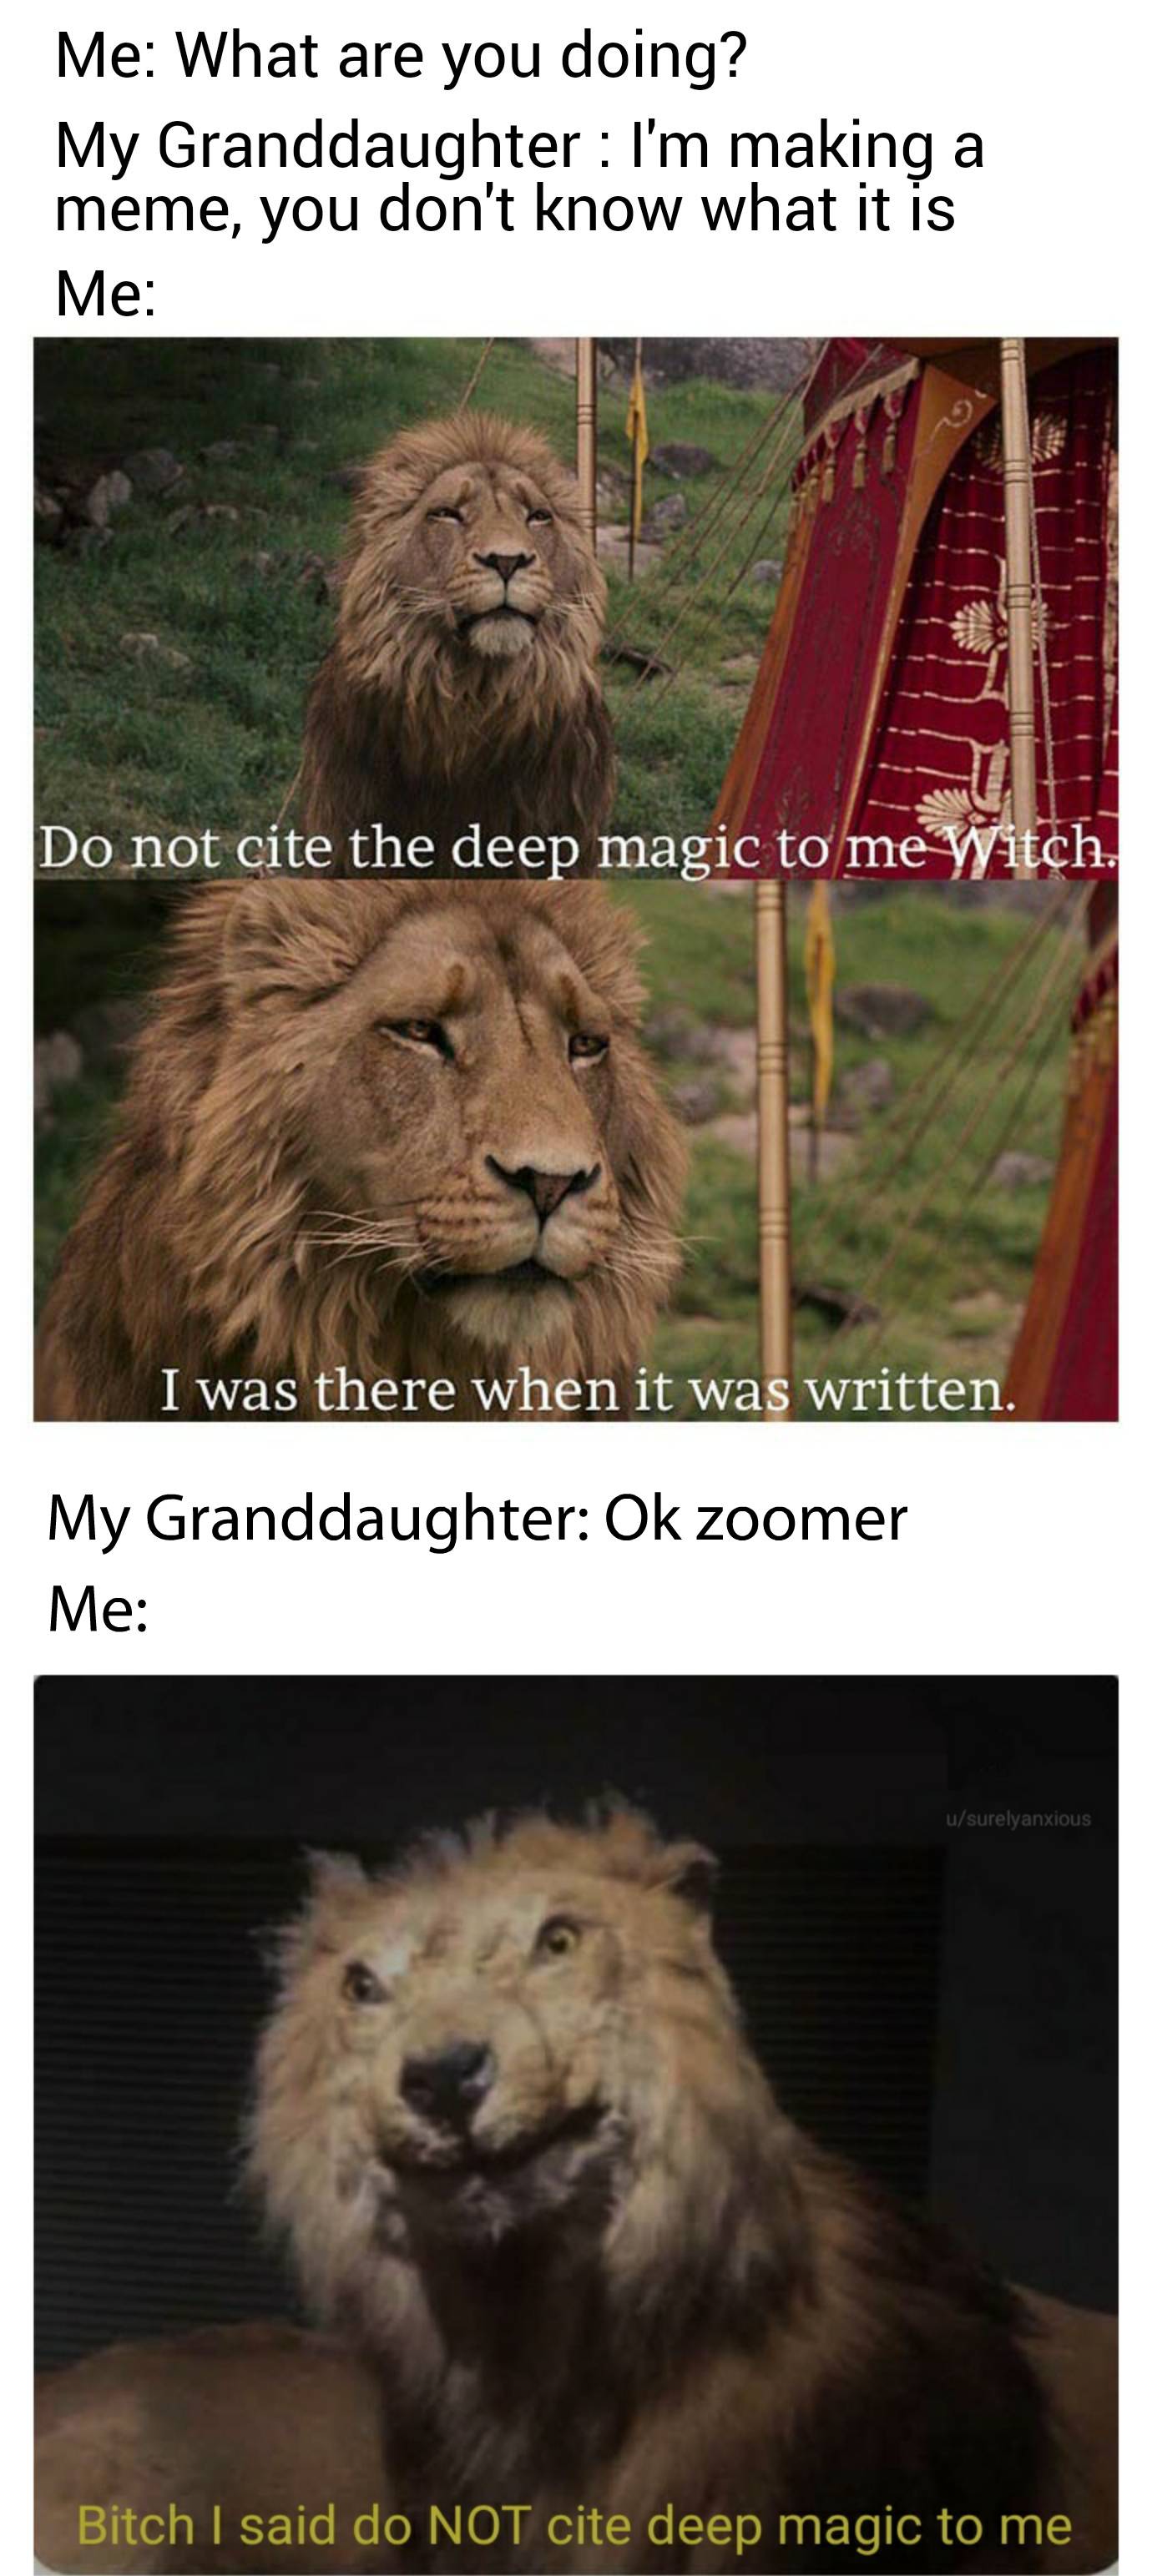 Me: What are you doing?
My Granddaughter : I'm making a
meme, you don't know what it is
Me:
Do not cite the deep magic to me Witch.
I was there when it was written.
My Granddaughter: Ok zoomer
Me:
u/surelyanxious
Bitch I said do NOT cite deep magic to me